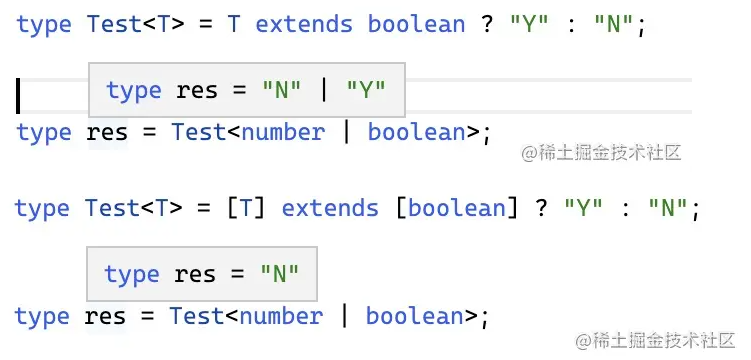 type Test<T> = T extends boolean ? "Y" : "N";
type res = "N" | "Y"
type res = Test<number | boolean>;
@稀土掘金技术社区
type Test<T> = [T] extends [boolean] ? "Y" : "N";
type res = "N"
type res = Test<number | boolean>;
@稀土掘金技术社区